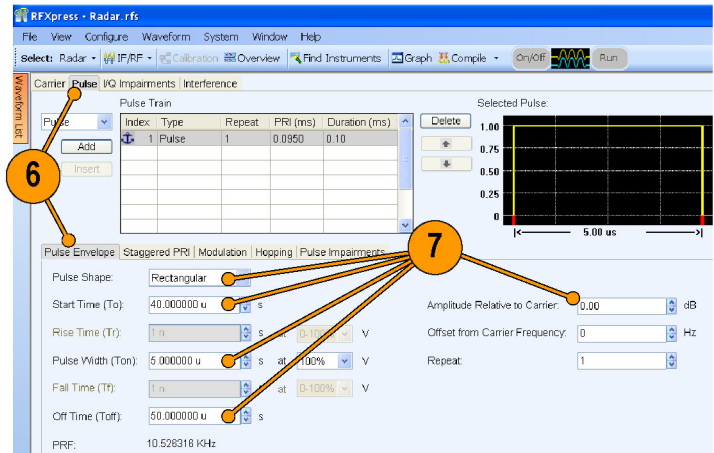 RFXpress - Radar.rfs
File View Configure Waveform System Window Help
Select: Radar IF/RF Calibration Overview Find Instruments Graph Compile On/Off Run
Waveform List
Carrier Pulse I/Q Impairments Interference
Pulse Train
Selected Pulse:
Pulse
Index Type Repeat PRI (ms) Duration (ms)
1 Pulse 1 0.0950 0.10
Add
Insert
Delete
1.00
0.75
0.50
0.25
0
5.00 us
6
7
Pulse Envelope Staggered PRI Modulation Hopping Pulse Impairments
Pulse Shape: Rectangular
Start Time (To): 40.000000 u s
Amplitude Relative to Carrier: 0.00 dB
Rise Time (Tr): 1 n s at 0-100% V
Offset from Carrier Frequency: 0 Hz
Pulse Width (Ton): 5.000000 u s at 100% V
Repeat: 1
Fall Time (Tf): 1 n s at 0-100% V
Off Time (Toff): 50.000000 u s
PRF: 10.526316 KHz